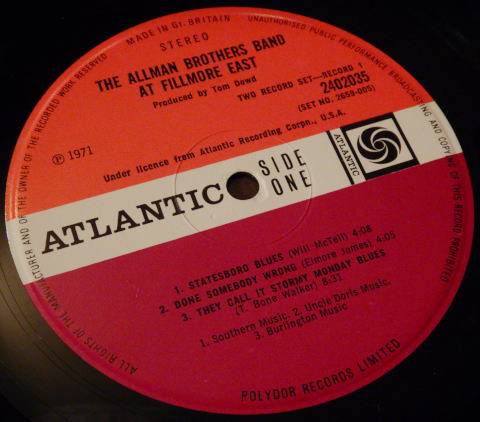 MADE IN GT. BRITAIN
UNAUTHORISED PUBLIC PERFORMANCE BROADCASTING AND COPYING OF THIS RECORD PROHIBITED
ALL RIGHTS OF THE MANUFACTURER AND OF THE OWNER OF THE RECORDED WORK RESERVED
STEREO
THE ALLMAN BROTHERS BAND
AT FILLMORE EAST
Produced by Tom Dowd
TWO RECORD SET—RECORD 1
2402035
(SET NO. 2659-005)
℗ 1971
Under licence from Atlantic Recording Corpn., U.S.A.
ATLANTIC
SIDE
ONE
ATLANTIC
1. STATESBORO BLUES (Will McTell) 4:08
2. DONE SOMEBODY WRONG (Elmore James) 4:05
3. THEY CALL IT STORMY MONDAY BLUES
(T. Bone Walker) 8:31
1. Southern Music. 2. Uncle Doris Music.
3. Burlington Music
POLYDOR RECORDS LIMITED